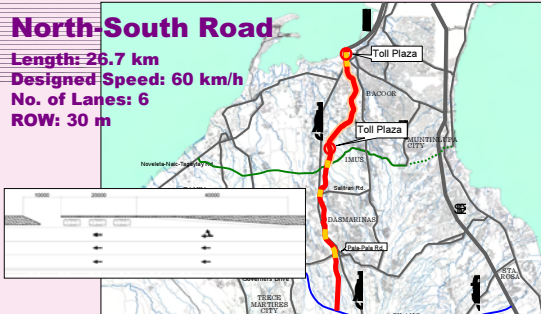 North-South Road
Length: 26.7 km
Designed Speed: 60 km/h
No. of Lanes: 6
ROW: 30 m
Toll Plaza
BACOOR
Toll Plaza
MUNTINLUPA
CITY
IMUS
Noveleta-Naic-Tagaytay Rd.
Salitran Rd.
10000
20000
40000
DASMARINAS
Pala-Pala Rd.
Governors Drive
STA.
ROSA
TRECE
MARTIRES
CITY